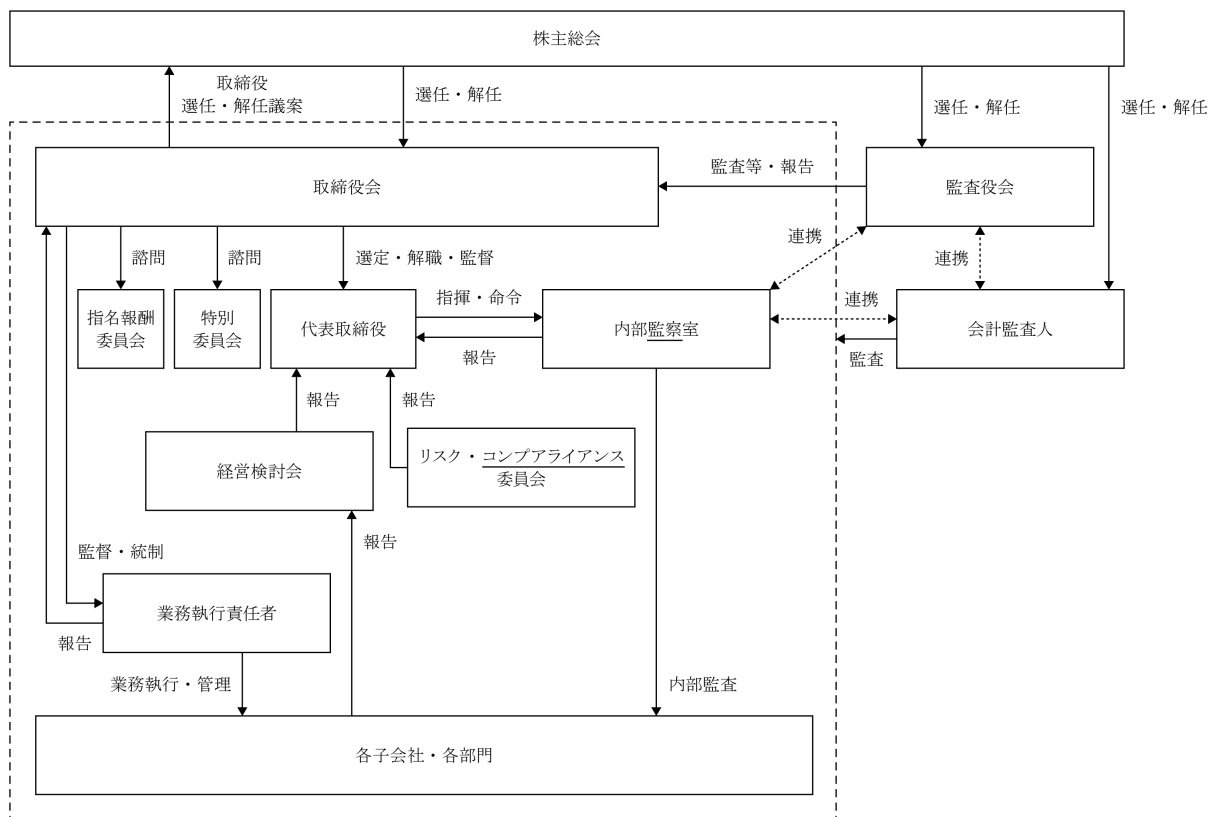 株主総会
取締役
選任・解任議案
選任・解任
選任・解任
選任・解任
取締役会
監査等・報告
監査役会
諮問
諮問
選定・解職・監督
連携
連携
指名報酬
委員会
特別
委員会
代表取締役
指揮・命令
報告
内部監察室
連携
監査
会計監査人
報告
報告
経営検討会
リスク・コンプアライアンス
委員会
報告
監督・統制
業務執行責任者
報告
業務執行・管理
内部監査
各子会社・各部門